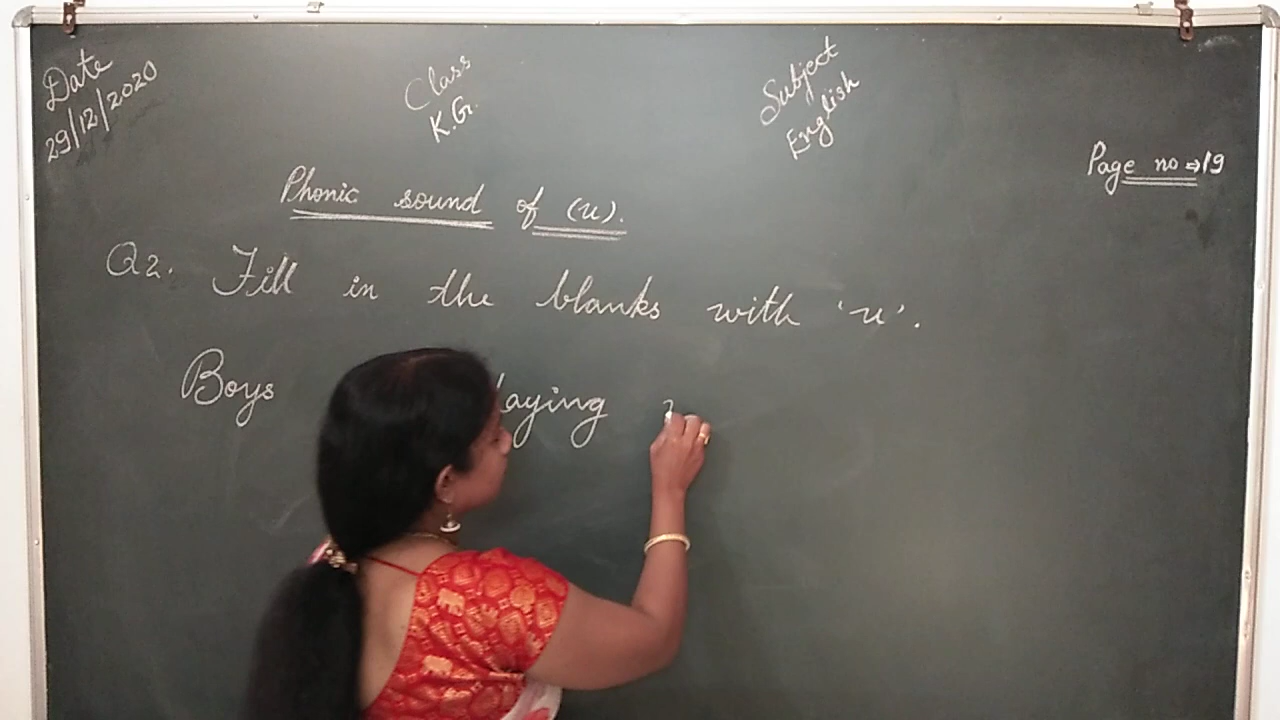 Date
29/12/2020
Class
K.G.
Subject
English
Page no ⇒ 19
Phonic sound of (u).
Q2. Fill in the blanks with 'u'.
Boys laying